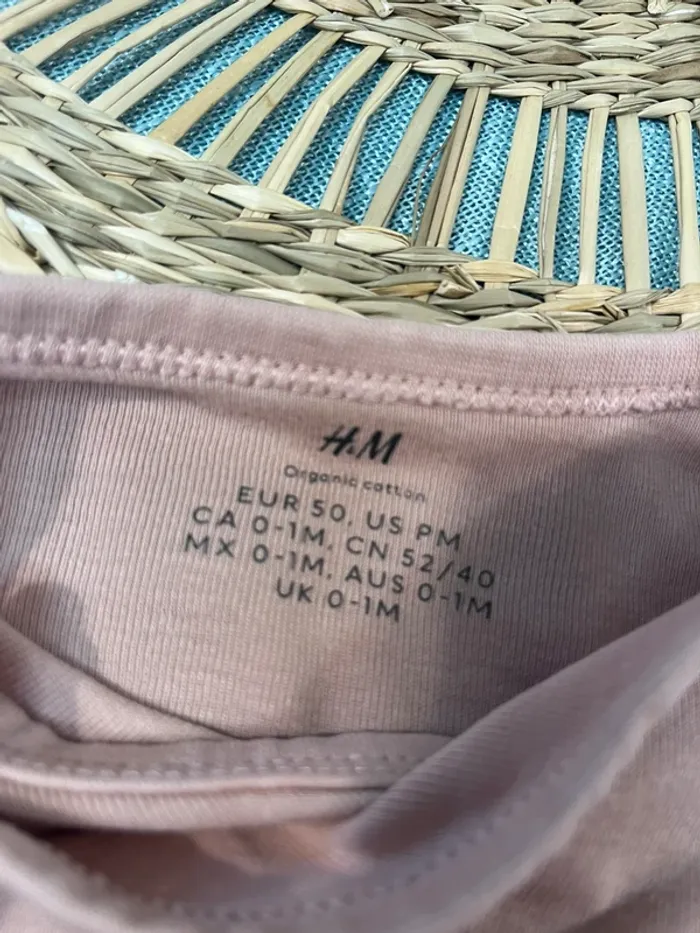 H&M
Organic cotton
EUR 50, US PM
CA 0-1M, CN 52/40
MX 0-1M, AUS 0-1M
UK 0-1M